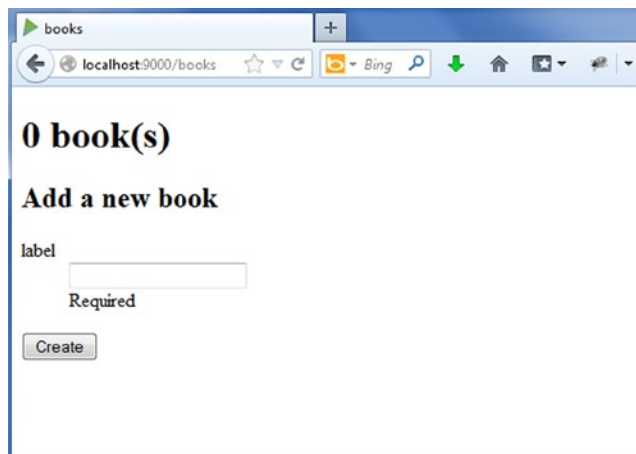 books
+
localhost:9000/books Bing
0 book(s)
Add a new book
label
Required
Create